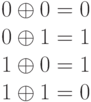 0 ⊕ 0 = 0
0 ⊕ 1 = 1
1 ⊕ 0 = 1
1 ⊕ 1 = 0